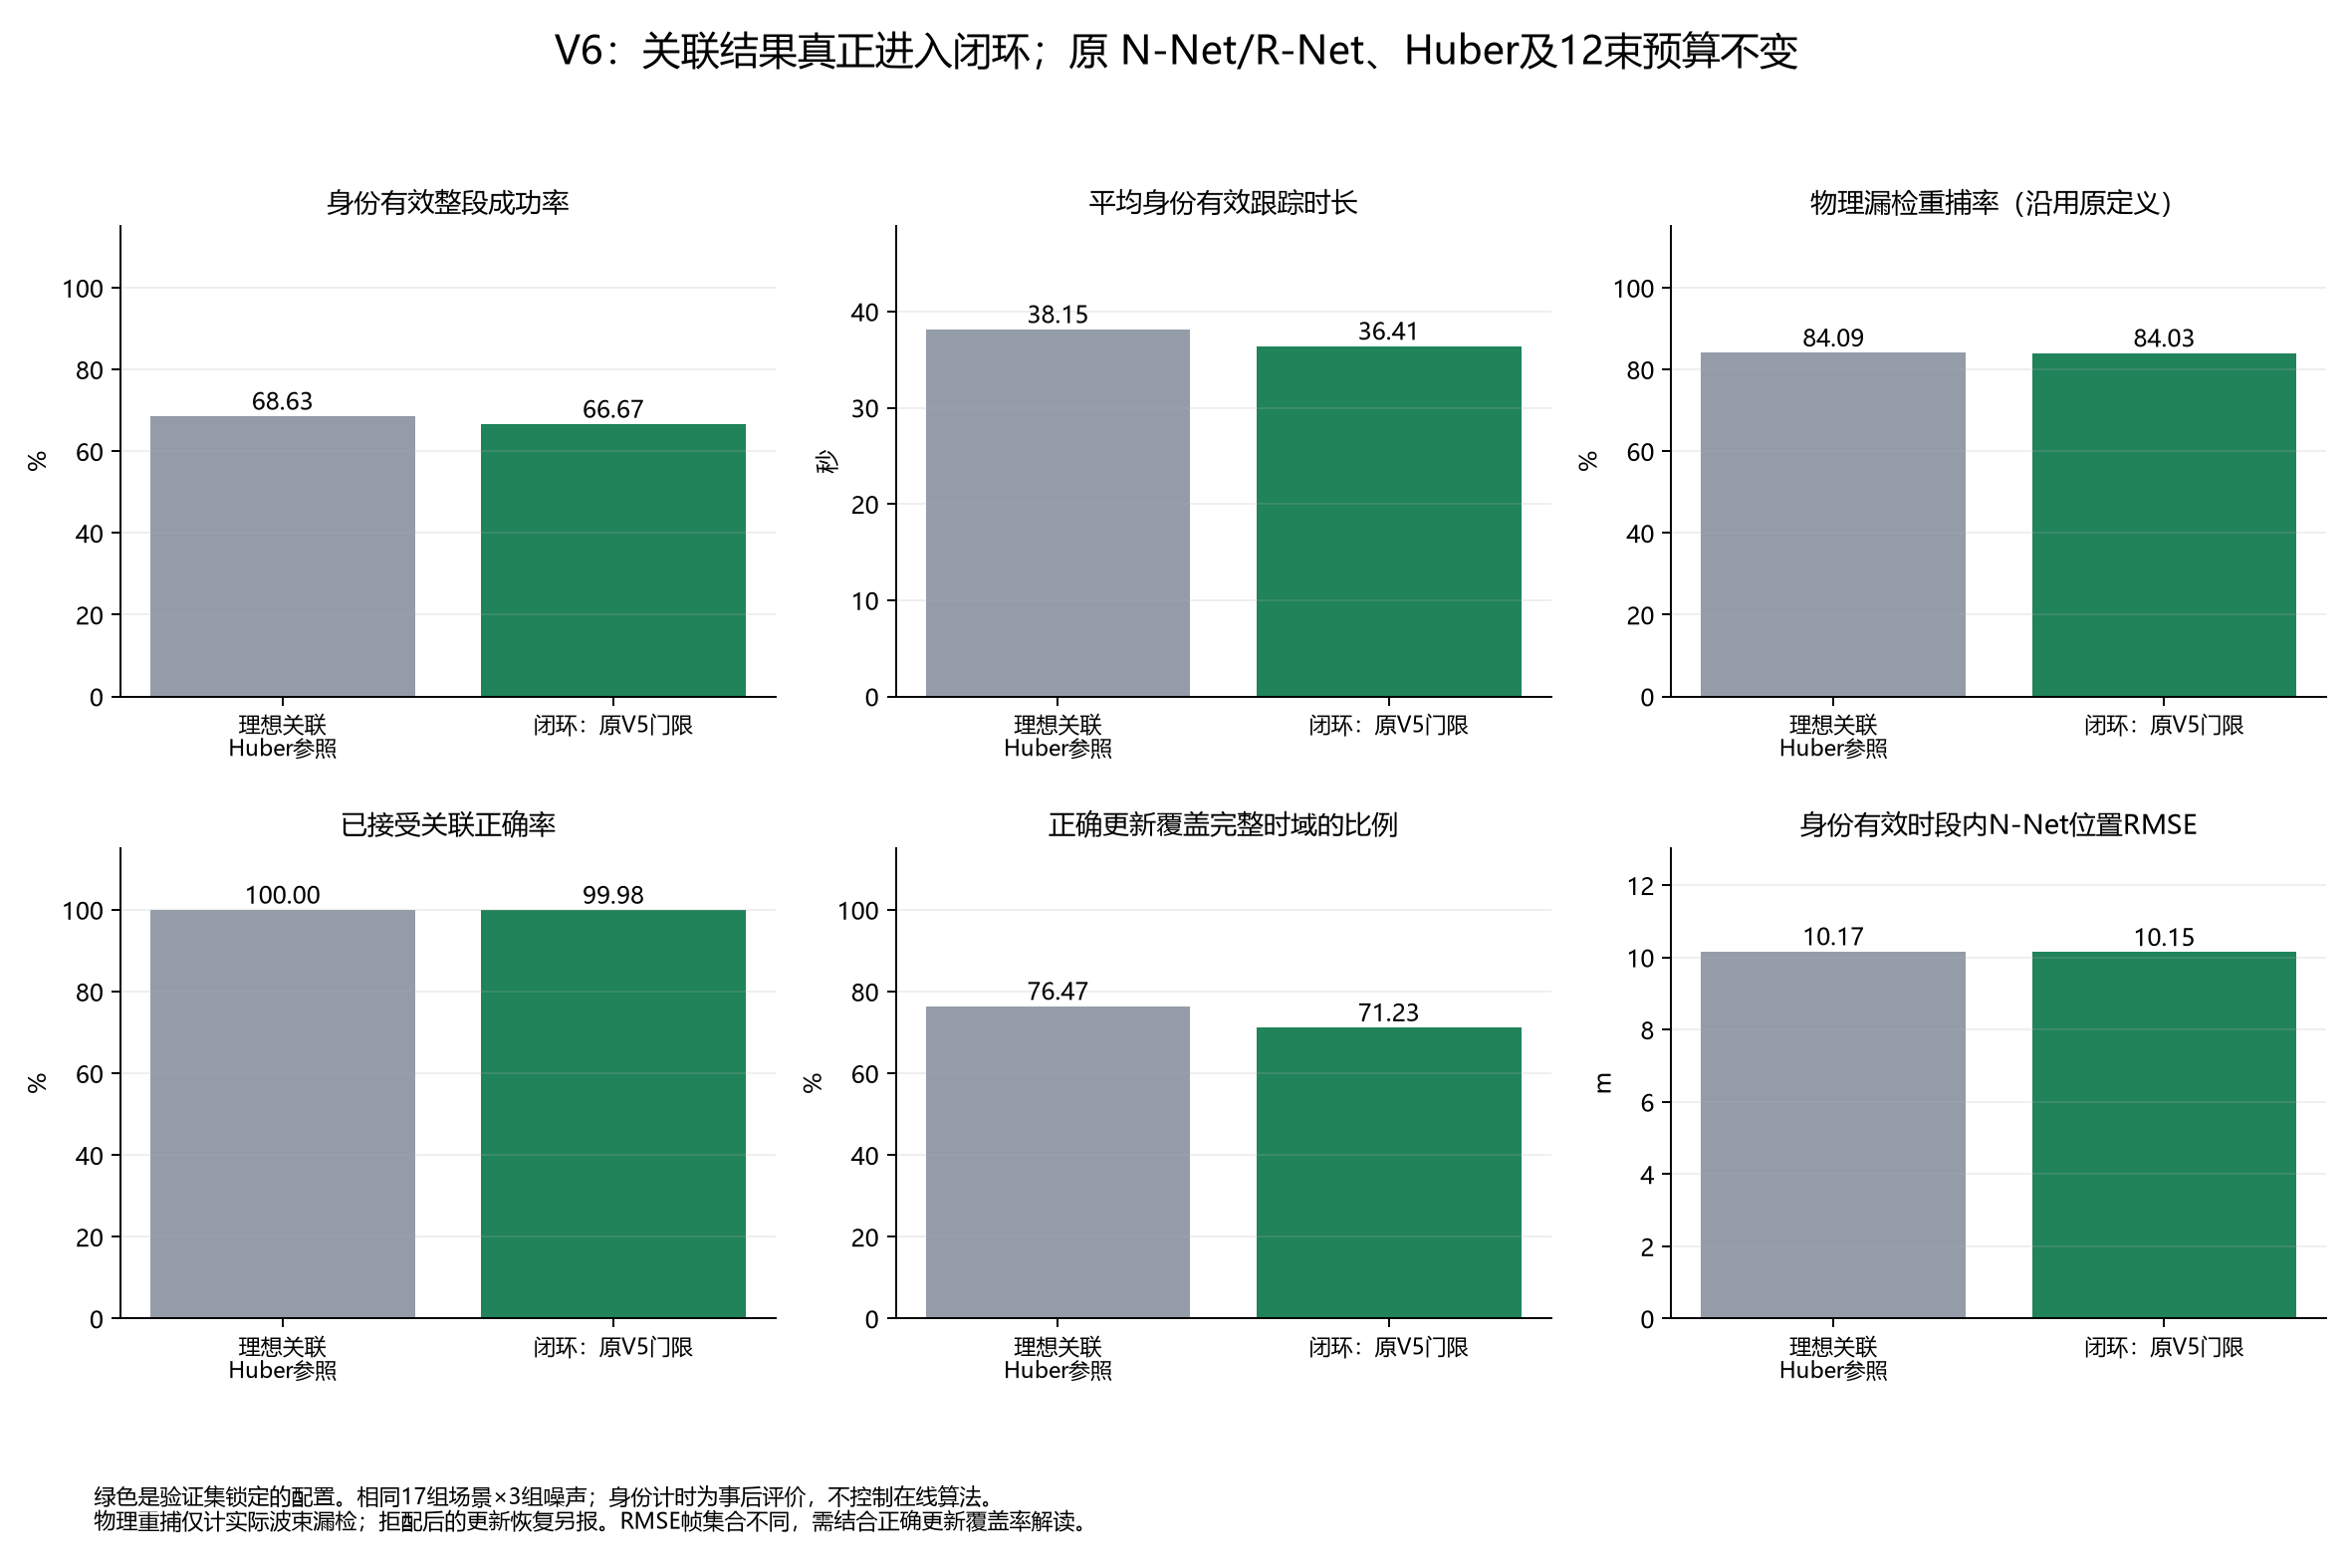 V6：关联结果真正进入闭环；原 N-Net/R-Net、Huber及12束预算不变
身份有效整段成功率
%
100
80
60
40
20
0
68.63
66.67
理想关联
Huber参照
闭环：原V5门限
平均身份有效跟踪时长
秒
40
30
20
10
0
38.15
36.41
理想关联
Huber参照
闭环：原V5门限
物理漏检重捕率（沿用原定义）
%
100
80
60
40
20
0
84.09
84.03
理想关联
Huber参照
闭环：原V5门限
已接受关联正确率
%
100
80
60
40
20
0
100.00
99.98
理想关联
Huber参照
闭环：原V5门限
正确更新覆盖完整时域的比例
%
100
80
60
40
20
0
76.47
71.23
理想关联
Huber参照
闭环：原V5门限
身份有效时段内N-Net位置RMSE
m
12
10
8
6
4
2
0
10.17
10.15
理想关联
Huber参照
闭环：原V5门限
绿色是验证集锁定的配置。相同17组场景×3组噪声；身份计时为事后评价，不控制在线算法。
物理重捕仅计实际波束漏检；拒配后的更新恢复另报。RMSE帧集合不同，需结合正确更新覆盖率解读。